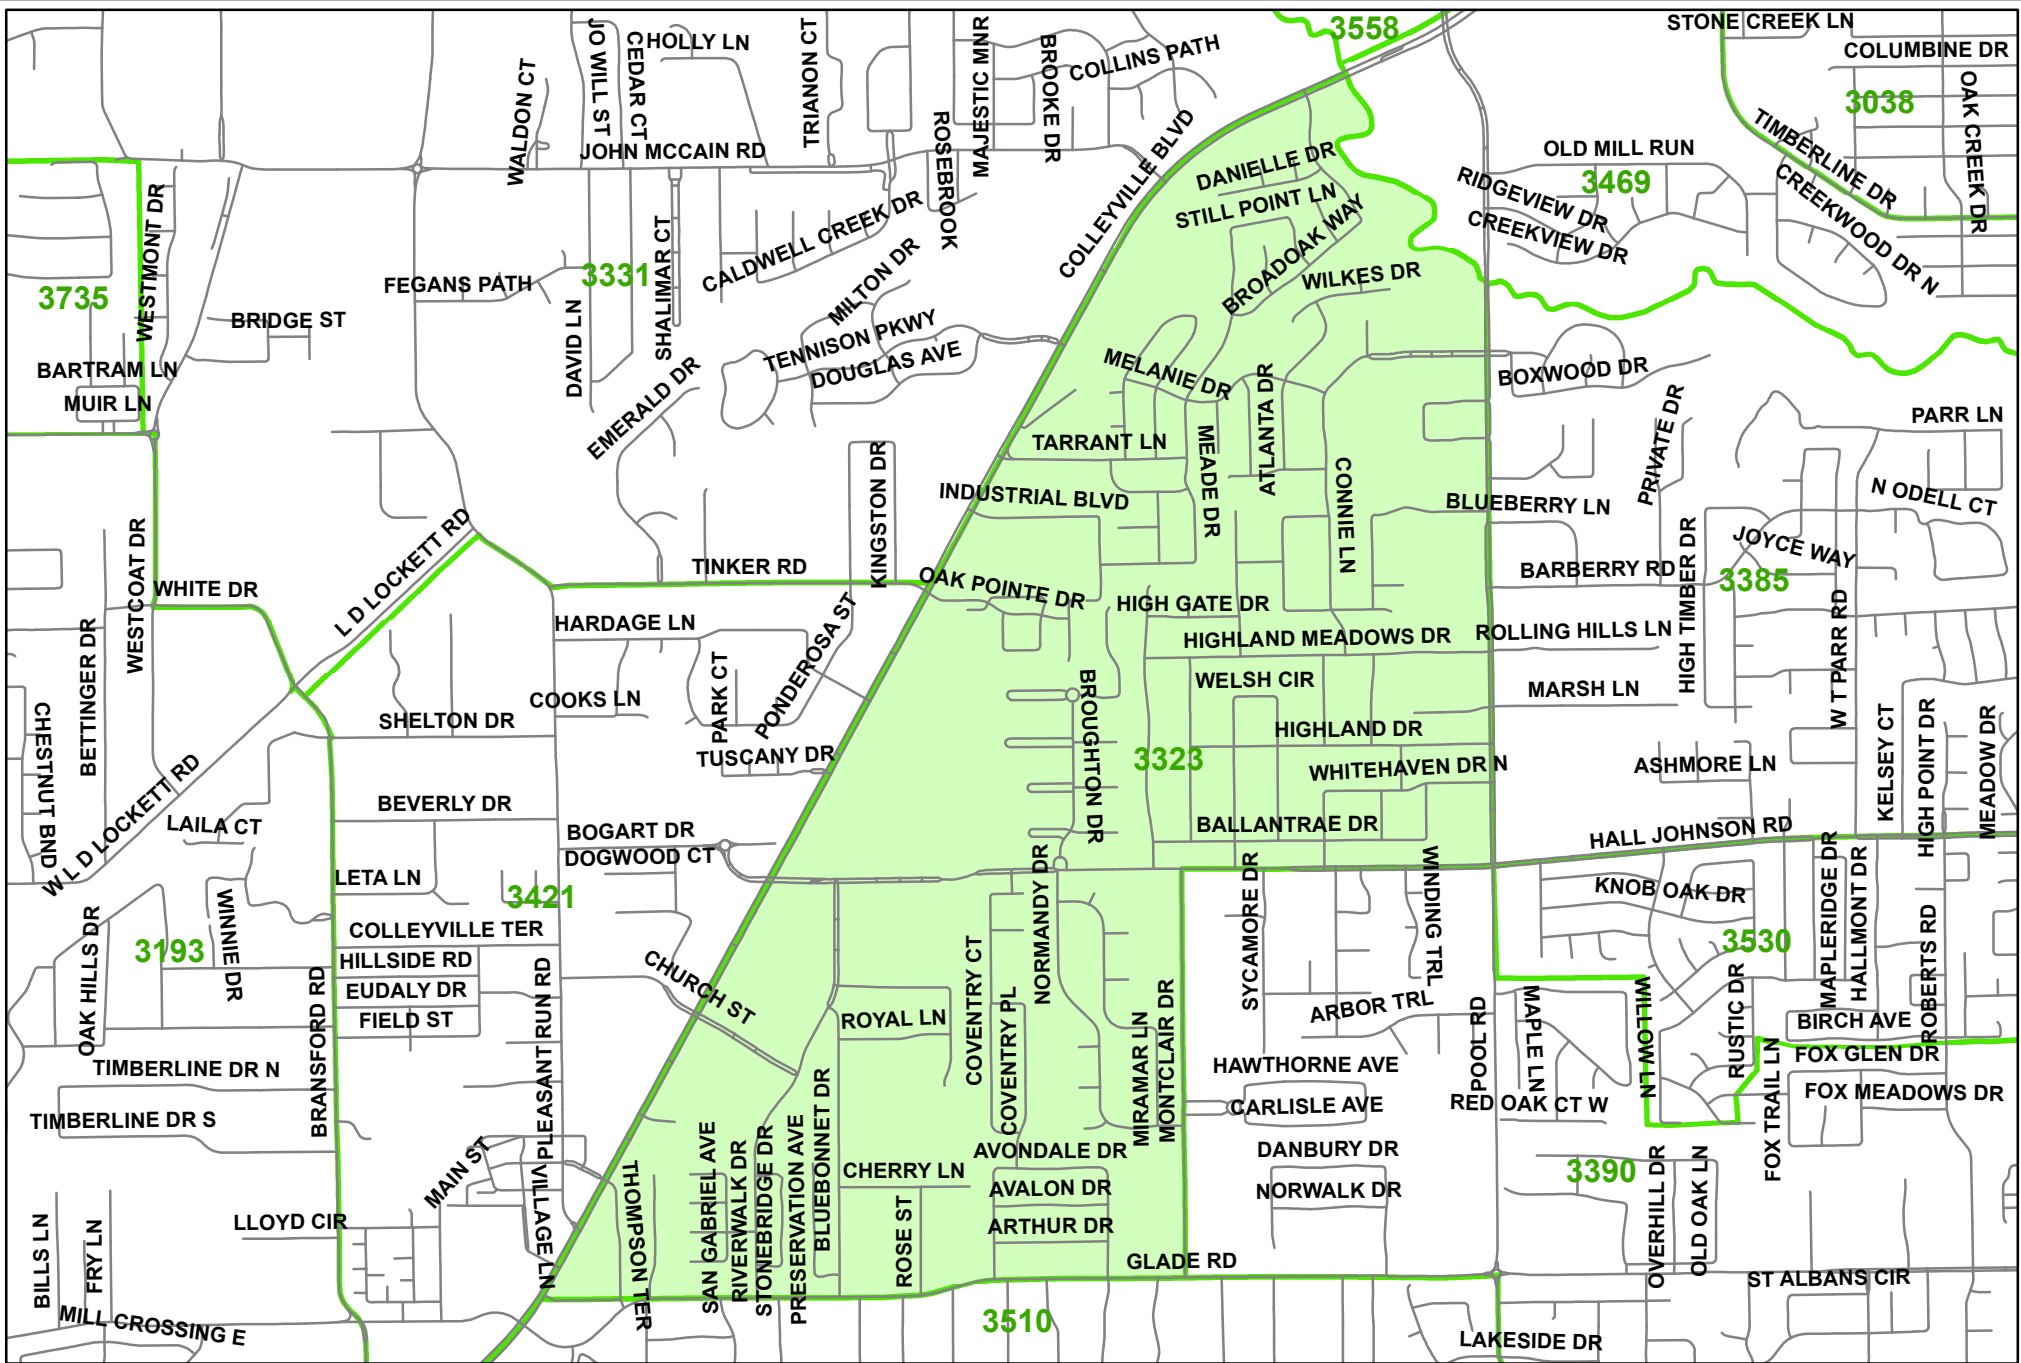 3558
STONE CREEK LN
COLUMBINE DR
HOLLY LN
JO WILL ST
CEDAR CT
TRIANON CT
MAJESTIC MNR
BROOKE DR
COLLINS PATH
WALDON CT
OAK CREEK DR
3038
TIMBERLINE DR
JOHN MCCAIN RD
ROSEBROOK
COLLEYVILLE BLVD
DANIELLE DR
OLD MILL RUN
3469
RIDGEVIEW DR
CREEKVIEW DR
CREEKWOOD DR N
STILL POINT LN
BROADOAK WAY
WILKES DR
WESTMONT DR
3735
FEGANS PATH
3331
SHALIMAR CT
CALDWELL CREEK DR
MILTON DR
BRIDGE ST
DAVID LN
TENNISON PKWY
DOUGLAS AVE
BARTRAM LN
MUIR LN
EMERALD DR
MELANIE DR
ATLANTA DR
BOXWOOD DR
PRIVATE DR
PARR LN
TARRANT LN
MEADE DR
CONNIE LN
KINGSTON DR
INDUSTRIAL BLVD
BLUEBERRY LN
N ODELL CT
L D LOCKETT RD
WESTCOAT DR
WHITE DR
TINKER RD
OAK POINTE DR
HIGH GATE DR
BARBERRY RD
HIGH TIMBER DR
JOYCE WAY
3385
W T PARR RD
BETTINGER DR
HARDAGE LN
PONDEROSA ST
HIGHLAND MEADOWS DR
ROLLING HILLS LN
PARK CT
COOKS LN
BROUGHTON DR
WELSH CIR
MARSH LN
CHESTNUT BND
SHELTON DR
HIGHLAND DR
KELSEY CT
HIGH POINT DR
MEADOW DR
TUSCANY DR
3323
WHITEHAVEN DR N
ASHMORE LN
W L D LOCKETT RD
BEVERLY DR
LAILA CT
BOGART DR
DOGWOOD CT
BALLANTRAE DR
HALL JOHNSON RD
LETA LN
3421
NORMANDY DR
SYCAMORE DR
WINDING TRL
KNOB OAK DR
MAPLERIDGE DR
HALLMONT DR
ROBERTS RD
OAK HILLS DR
3193
WINNIE DR
COLLEYVILLE TER
HILLSIDE RD
EUDALY DR
FIELD ST
BRANSFORD RD
PLEASANT RUN RD
CHURCH ST
ROYAL LN
COVENTRY CT
COVENTRY PL
MIRAMAR LN
MONTCLAIR DR
ARBOR TRL
POOL RD
MAPLE LN
WILLOW LN
3530
RUSTIC DR
BIRCH AVE
FOX GLEN DR
FOX TRAIL LN
FOX MEADOWS DR
TIMBERLINE DR N
TIMBERLINE DR S
HAWTHORNE AVE
CARLISLE AVE
RED OAK CT W
DANBURY DR
NORWALK DR
AVONDALE DR
AVALON DR
ARTHUR DR
CHERRY LN
ROSE ST
BLUEBONNET DR
PRESERVATION AVE
STONEBRIDGE DR
RIVERWALK DR
SAN GABRIEL AVE
THOMPSON TER
MAIN ST
VILLAGE LN
LLOYD CIR
BILLS LN
FRY LN
MILL CROSSING E
3390
OVERHILL DR
OLD OAK LN
GLADE RD
ST ALBANS CIR
3510
LAKESIDE DR